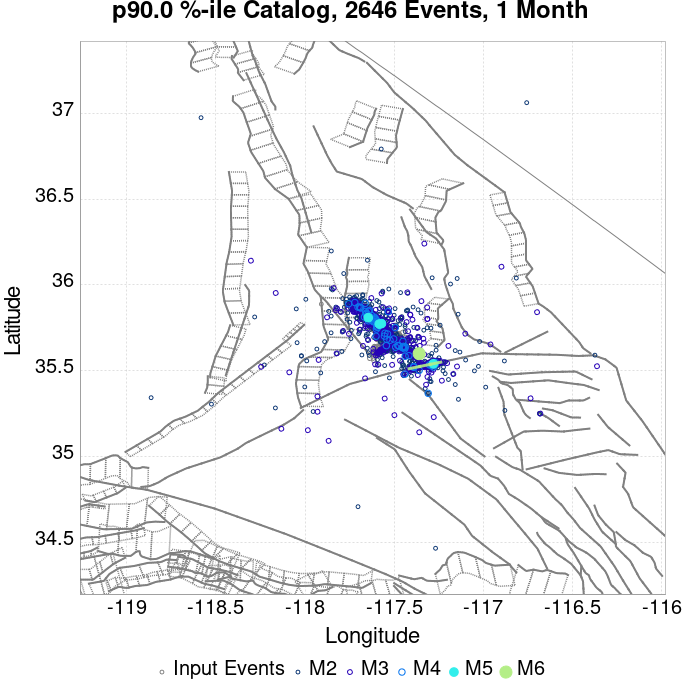 p90.0 %-ile Catalog, 2646 Events, 1 Month
Latitude
37
36.5
36
35.5
35
34.5
-119 -118.5 -118 -117.5 -117 -116.5 -116
Longitude
Input Events M2 M3 M4 M5 M6